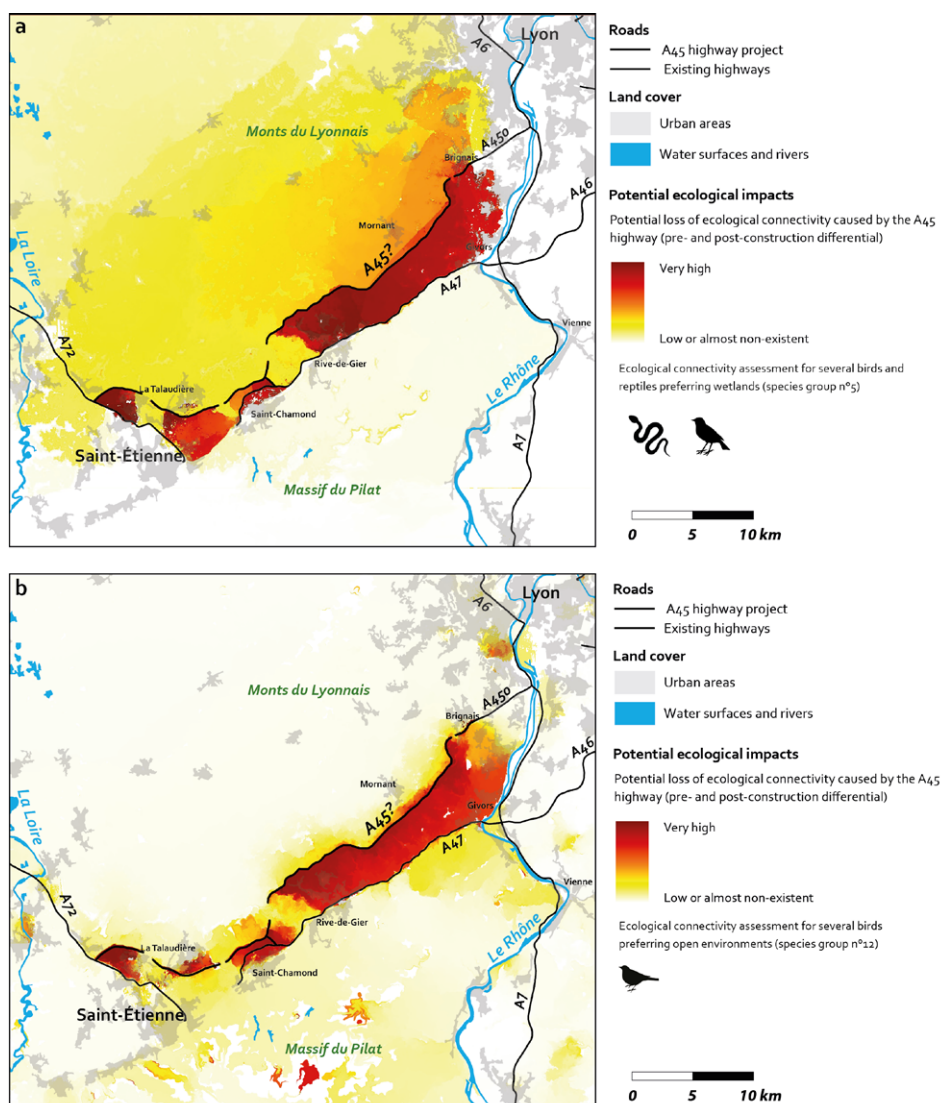 a
Lyon
A6
Monts du Lyonnais
A450
Brignais
A46
Mornant
A45?
Givors
La Loire
A47
A72
Vienne
Rive-de-Gier
La Talaudière
Le Rhône
Saint-Chamond
A7
Saint-Étienne
Massif du Pilat
Roads
A45 highway project
Existing highways
Land cover
Urban areas
Water surfaces and rivers
Potential ecological impacts
Potential loss of ecological connectivity caused by the A45
highway (pre- and post-construction differential)
Very high
Low or almost non-existent
Ecological connectivity assessment for several birds and
reptiles preferring wetlands (species group n°5)
0 5 10 km
b
Lyon
A6
Monts du Lyonnais
A450
Brignais
A46
Mornant
A45?
Givors
La Loire
A47
A72
Vienne
Rive-de-Gier
La Talaudière
Le Rhône
Saint-Chamond
A7
Saint-Étienne
Massif du Pilat
Roads
A45 highway project
Existing highways
Land cover
Urban areas
Water surfaces and rivers
Potential ecological impacts
Potential loss of ecological connectivity caused by the A45
highway (pre- and post-construction differential)
Very high
Low or almost non-existent
Ecological connectivity assessment for several birds
preferring open environments (species group n°12)
0 5 10 km